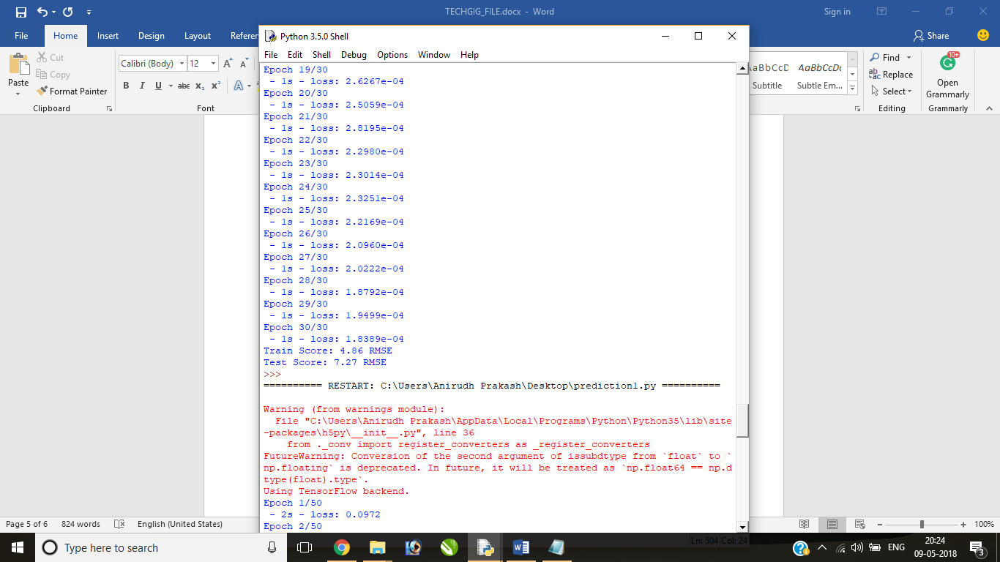 TECHGIG_FILE.docx - Word
Sign in
File Home Insert Design Layout Referen
Share
Cut
Copy
Paste
Format Painter
Clipboard
Calibri (Body) 12
B I U abc x₂ x²
Font
Python 3.5.0 Shell
File Edit Shell Debug Options Window Help
Epoch 19/30
- 1s - loss: 2.6267e-04
Epoch 20/30
- 1s - loss: 2.5059e-04
Epoch 21/30
- 1s - loss: 2.8195e-04
Epoch 22/30
- 1s - loss: 2.2980e-04
Epoch 23/30
- 1s - loss: 2.3014e-04
Epoch 24/30
- 1s - loss: 2.3251e-04
Epoch 25/30
- 1s - loss: 2.2169e-04
Epoch 26/30
- 1s - loss: 2.0960e-04
Epoch 27/30
- 1s - loss: 2.0222e-04
Epoch 28/30
- 1s - loss: 1.8792e-04
Epoch 29/30
- 1s - loss: 1.9499e-04
Epoch 30/30
- 1s - loss: 1.8389e-04
Train Score: 4.86 RMSE
Test Score: 7.27 RMSE
>>>
========== RESTART: C:\Users\Anirudh Prakash\Desktop\prediction1.py ==========
Warning (from warnings module):
File "C:\Users\Anirudh Prakash\AppData\Local\Programs\Python\Python35\lib\site
-packages\h5py\__init__.py", line 36
from ._conv import register_converters as _register_converters
FutureWarning: Conversion of the second argument of issubdtype from `float` to `
np.floating` is deprecated. In future, it will be treated as `np.float64 == np.d
type(float).type`.
Using TensorFlow backend.
Epoch 1/50
- 2s - loss: 0.0972
Epoch 2/50
Ln: 504 Col: 24
AaBbCcD AaBbCcDc
Subtitle Subtle Em...
Find
Replace
Select
Editing
10+
Open
Grammarly
Grammarly
Page 5 of 6 824 words English (United States)
100%
Type here to search
ENG
20:24
09-05-2018
3